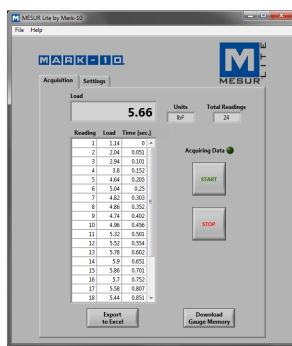 MESUR Lite by Mark-10
File Help
MARK-10
M
MESUR
LITE
Acquisition Settings
Load
5.66
Units
lbF
Total Readings
24
Reading Load Time (sec.)
1 1.14 0
2 2.04 0.051
3 2.94 0.101
4 3.8 0.152
5 4.64 0.205
6 5.04 0.25
7 4.82 0.303
8 4.86 0.352
9 4.74 0.402
10 4.96 0.456
11 5.32 0.501
12 5.52 0.554
13 5.78 0.602
14 5.9 0.651
15 5.86 0.701
16 5.7 0.752
17 5.58 0.807
18 5.44 0.851
Acquiring Data
START
STOP
Export
to Excel
Download
Gauge Memory